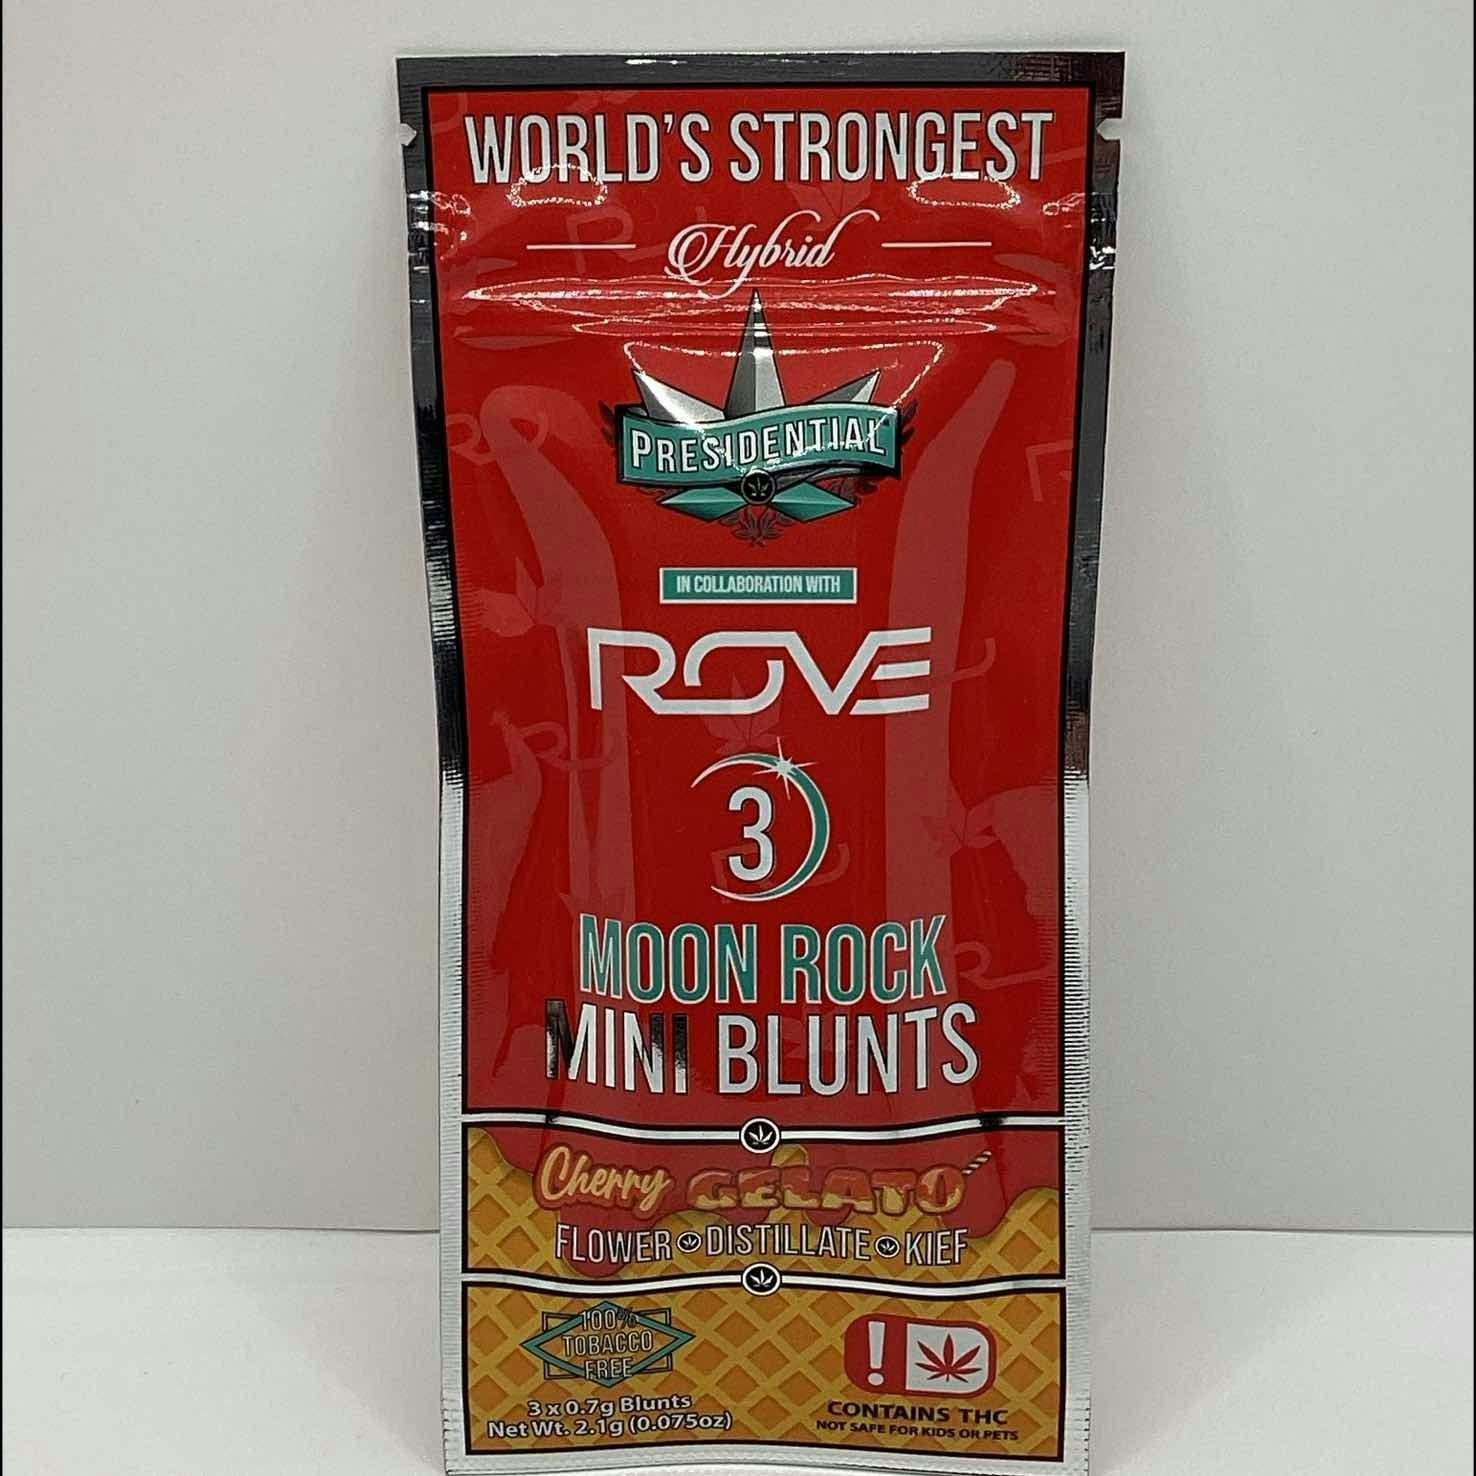 WORLD'S STRONGEST
Hybrid
PRESIDENTIAL
IN COLLABORATION WITH
ROVE
3
MOON ROCK
MINI BLUNTS
Cherry GELATO
FLOWER DISTILLATE KIEF
100%
TOBACCO
FREE
3 x 0.7g Blunts
Net Wt. 2.1g (0.075oz)
!
CONTAINS THC
NOT SAFE FOR KIDS OR PETS